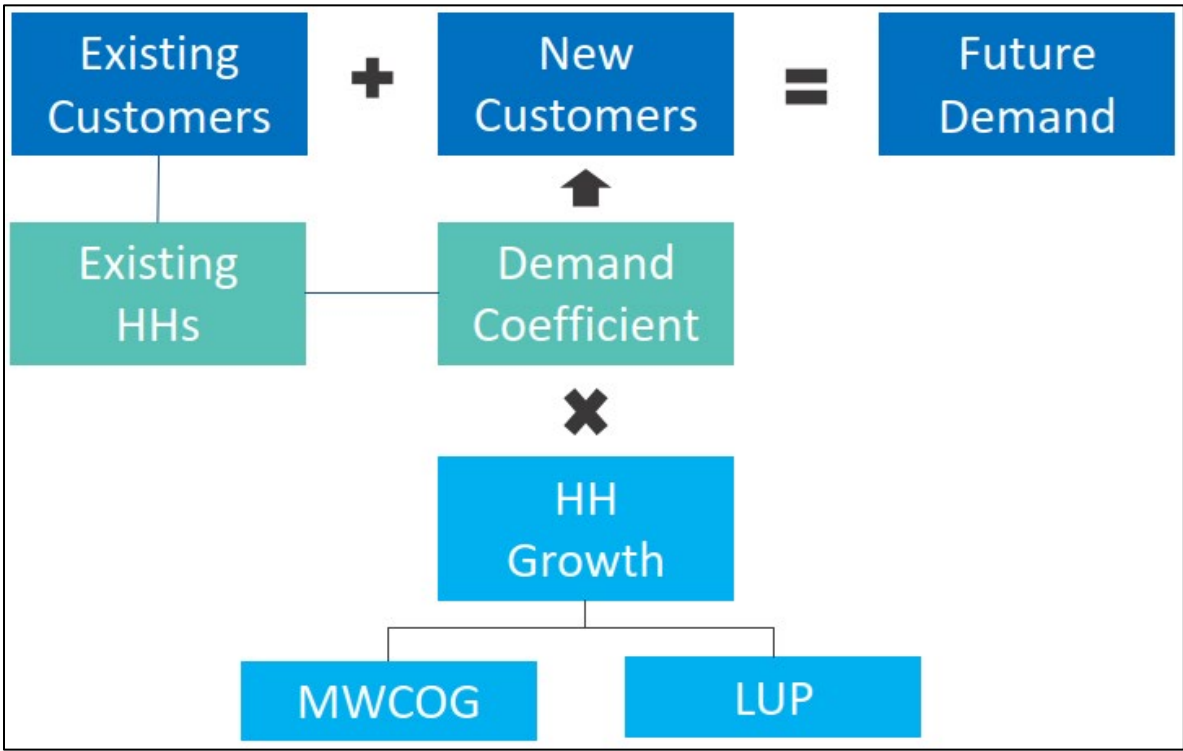 Existing
Customers
+
New
Customers
=
Future
Demand
Existing
HHs
Demand
Coefficient
×
HH
Growth
MWCOG
LUP